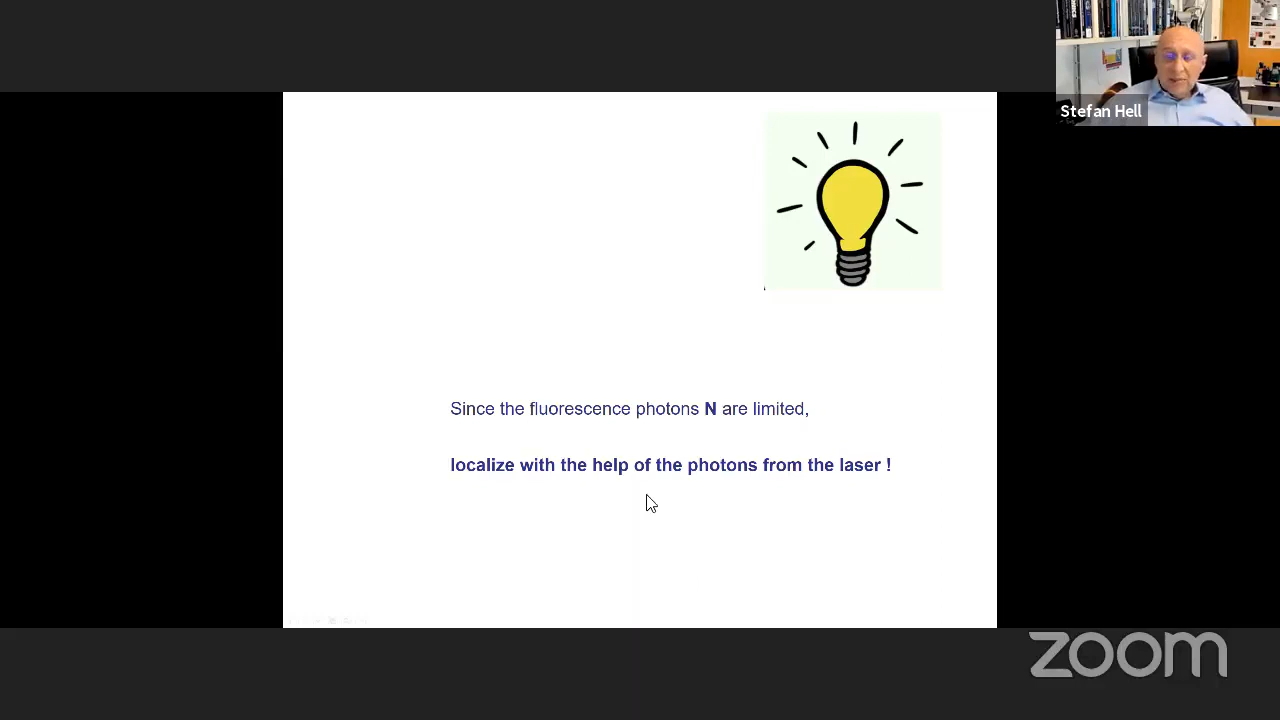 Stefan Hell
Since the fluorescence photons N are limited,
localize with the help of the photons from the laser !
zoom